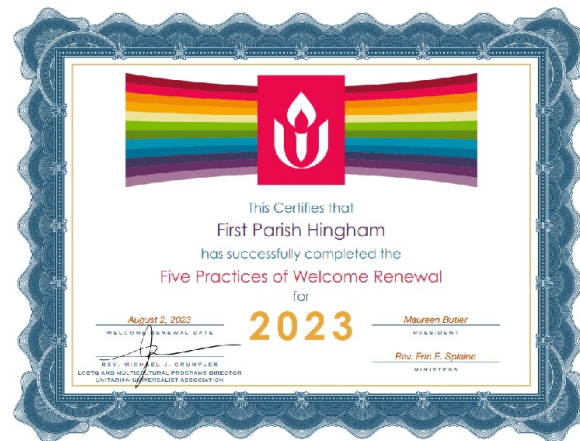 This Certifies that
First Parish Hingham
has successfully completed the
Five Practices of Welcome Renewal
for
2023
August 2, 2023
WELCOME RENEWAL DATE
REV. MICHAEL J. CRUMPLER
LGBTQ AND MULTICULTURAL PROGRAMS DIRECTOR
UNITARIAN UNIVERSALIST ASSOCIATION
Maureen Butler
PRESIDENT
Rev. Erin E. Splaine
MINISTERS